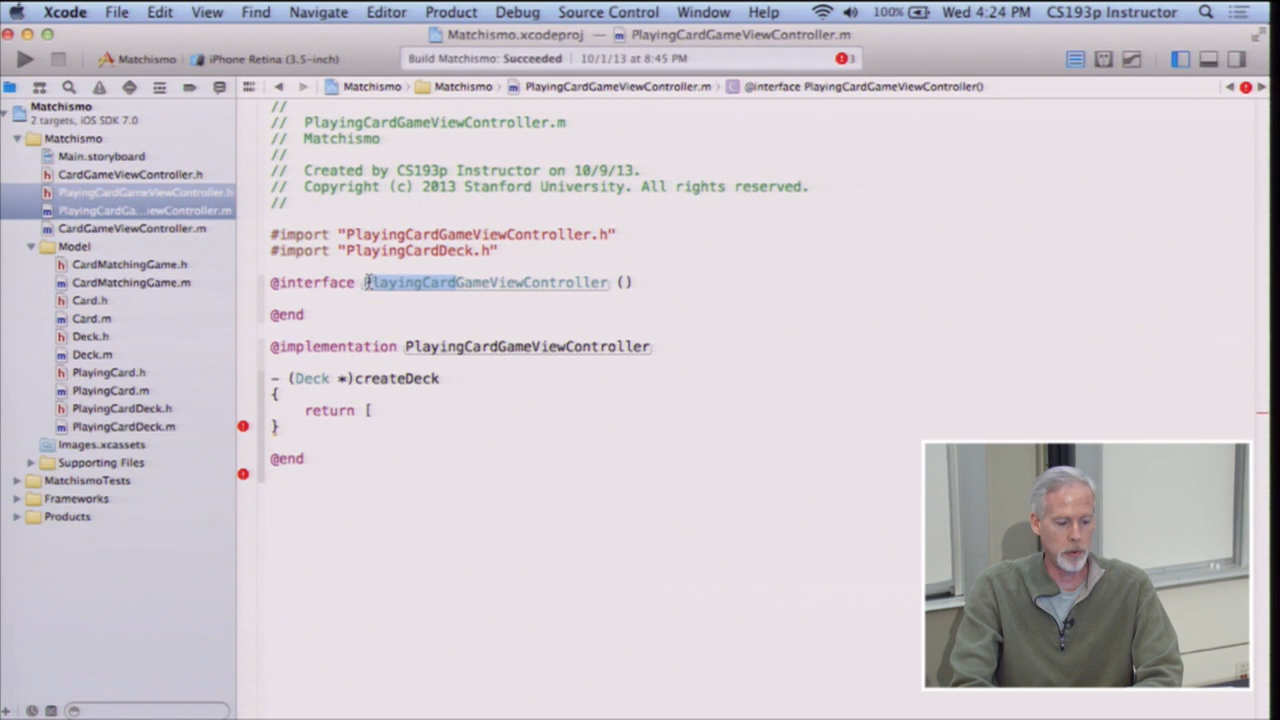 Xcode File Edit View Find Navigate Editor Product Debug Source Control Window Help 100% Wed 4:24 PM CS193p Instructor
Matchismo.xcodeproj — PlayingCardGameViewController.m
Matchismo › iPhone Retina (3.5-inch)
Build Matchismo: Succeeded | 10/1/13 at 8:45 PM 3
Matchismo › Matchismo › PlayingCardGameViewController.m › @interface PlayingCardGameViewController()
Matchismo
2 targets, iOS SDK 7.0
Matchismo
Main.storyboard
h CardGameViewController.h
h PlayingCardGameViewController.h
m PlayingCardGa...iewController.m
m CardGameViewController.m
Model
h CardMatchingGame.h
m CardMatchingGame.m
h Card.h
m Card.m
h Deck.h
m Deck.m
h PlayingCard.h
m PlayingCard.m
h PlayingCardDeck.h
m PlayingCardDeck.m
Images.xcassets
Supporting Files
MatchismoTests
Frameworks
Products
//
// PlayingCardGameViewController.m
// Matchismo
//
// Created by CS193p Instructor on 10/9/13.
// Copyright (c) 2013 Stanford University. All rights reserved.
//
#import "PlayingCardGameViewController.h"
#import "PlayingCardDeck.h"
@interface PlayingCardGameViewController ()
@end
@implementation PlayingCardGameViewController
- (Deck *)createDeck
{
return [
}
@end